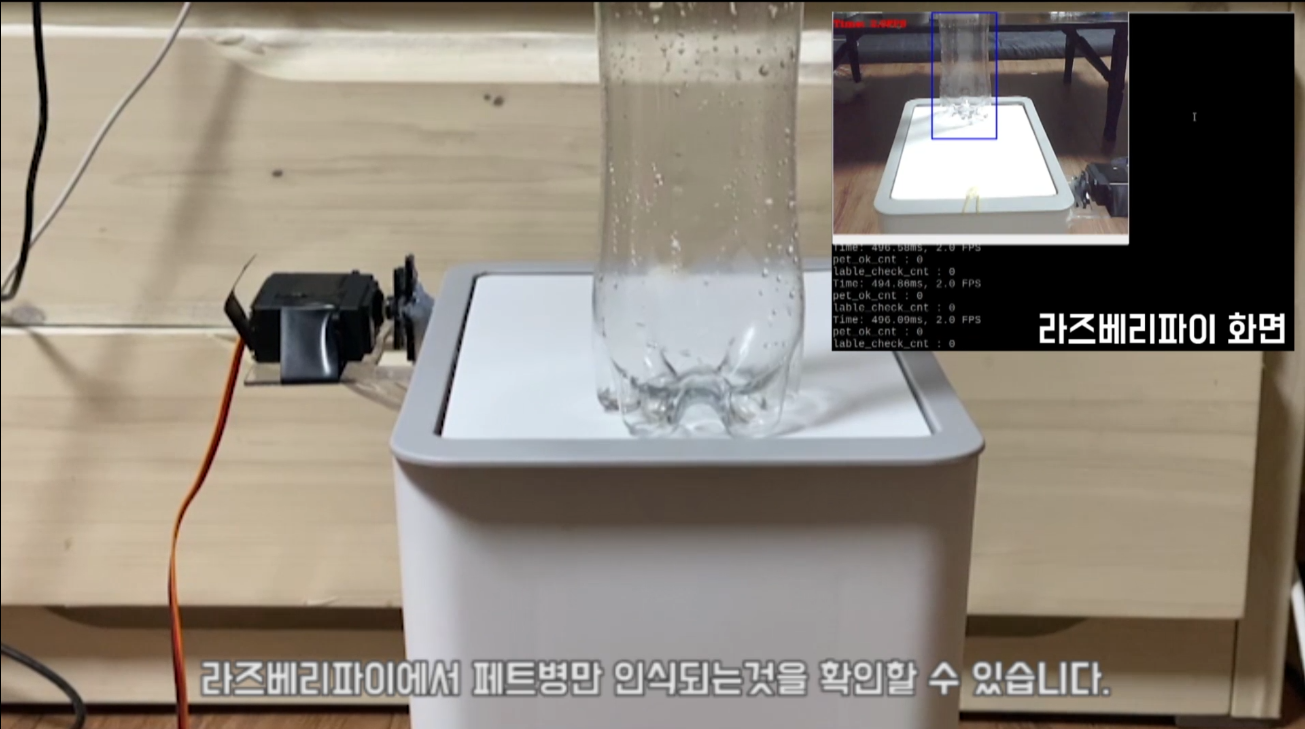 Time: 496.58ms, 2.0 FPS
pet_ok_cnt : 0
lable_check_cnt : 0
Time: 494.86ms, 2.0 FPS
pet_ok_cnt : 0
lable_check_cnt : 0
Time: 496.09ms, 2.0 FPS
pet_ok_cnt : 0
lable_check_cnt : 0
라즈베리파이 화면
라즈베리파이에서 페트병만 인식되는것을 확인할 수 있습니다.